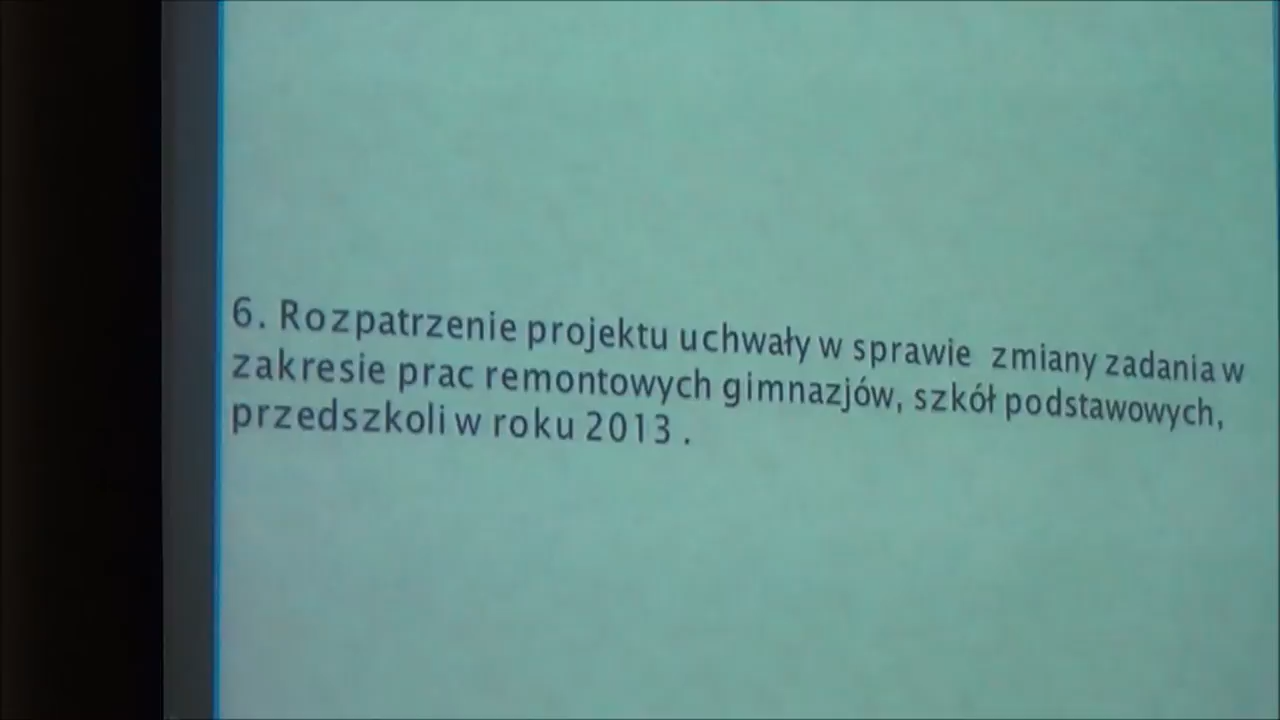 6. Rozpatrzenie projektu uchwały w sprawie zmiany zadania w
zakresie prac remontowych gimnazjów, szkół podstawowych,
przedszkoli w roku 2013 .